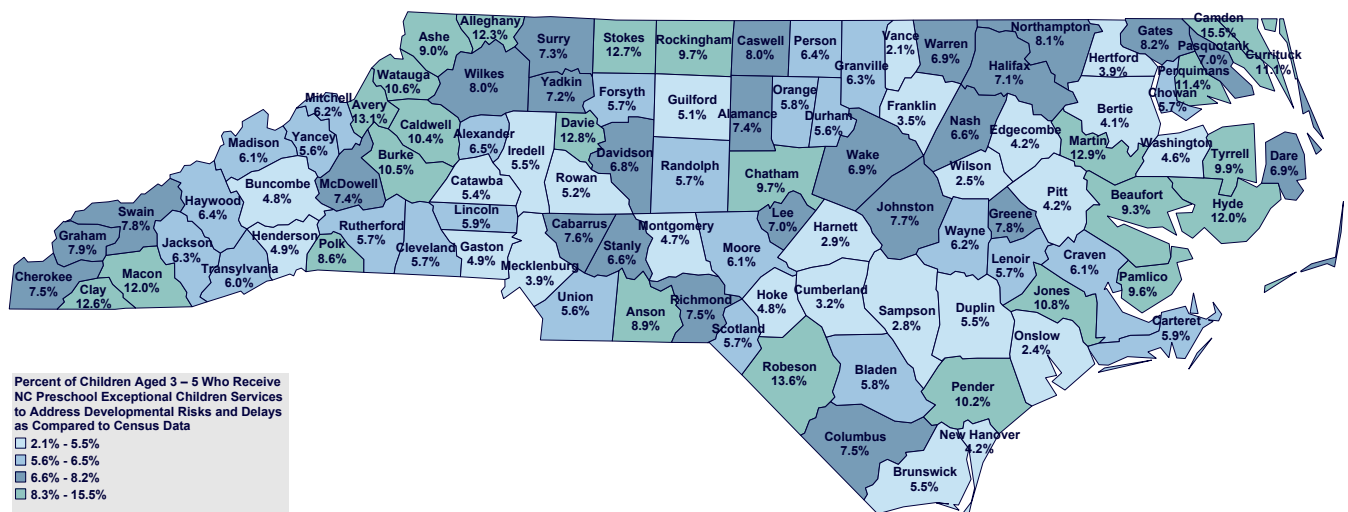 Alleghany
12.3%
Ashe
9.0%
Surry
7.3%
Stokes
12.7%
Rockingham
9.7%
Caswell
8.0%
Person
6.4%
Vance
2.1%
Warren
6.9%
Northampton
8.1%
Gates
8.2%
Camden
15.5%
Pasquotank
7.0%
Currituck
11.1%
Perquimans
11.4%
Chowan
5.7%
Hertford
3.9%
Halifax
7.1%
Granville
6.3%
Wilkes
8.0%
Yadkin
7.2%
Forsyth
5.7%
Guilford
5.1%
Alamance
7.4%
Orange
5.8%
Durham
5.6%
Franklin
3.5%
Nash
6.6%
Edgecombe
4.2%
Bertie
4.1%
Martin
12.9%
Washington
4.6%
Tyrrell
9.9%
Dare
6.9%
Watauga
10.6%
Mitchell
6.2%
Avery
13.1%
Caldwell
10.4%
Alexander
6.5%
Iredell
5.5%
Davie
12.8%
Davidson
6.8%
Randolph
5.7%
Chatham
9.7%
Wake
6.9%
Wilson
2.5%
Pitt
4.2%
Beaufort
9.3%
Hyde
12.0%
Madison
6.1%
Yancey
5.6%
Burke
10.5%
McDowell
7.4%
Buncombe
4.8%
Haywood
6.4%
Swain
7.8%
Graham
7.9%
Cherokee
7.5%
Clay
12.6%
Macon
12.0%
Jackson
6.3%
Transylvania
6.0%
Henderson
4.9%
Polk
8.6%
Rutherford
5.7%
Cleveland
5.7%
Catawba
5.4%
Lincoln
5.9%
Gaston
4.9%
Rowan
5.2%
Cabarrus
7.6%
Stanly
6.6%
Mecklenburg
3.9%
Union
5.6%
Anson
8.9%
Montgomery
4.7%
Richmond
7.5%
Moore
6.1%
Lee
7.0%
Harnett
2.9%
Johnston
7.7%
Wayne
6.2%
Greene
7.8%
Lenoir
5.7%
Craven
6.1%
Pamlico
9.6%
Jones
10.8%
Carteret
5.9%
Onslow
2.4%
Duplin
5.5%
Sampson
2.8%
Cumberland
3.2%
Hoke
4.8%
Scotland
5.7%
Robeson
13.6%
Bladen
5.8%
Pender
10.2%
Columbus
7.5%
New Hanover
4.2%
Brunswick
5.5%
Percent of Children Aged 3 – 5 Who Receive
NC Preschool Exceptional Children Services
to Address Developmental Risks and Delays
as Compared to Census Data
2.1% - 5.5%
5.6% - 6.5%
6.6% - 8.2%
8.3% - 15.5%